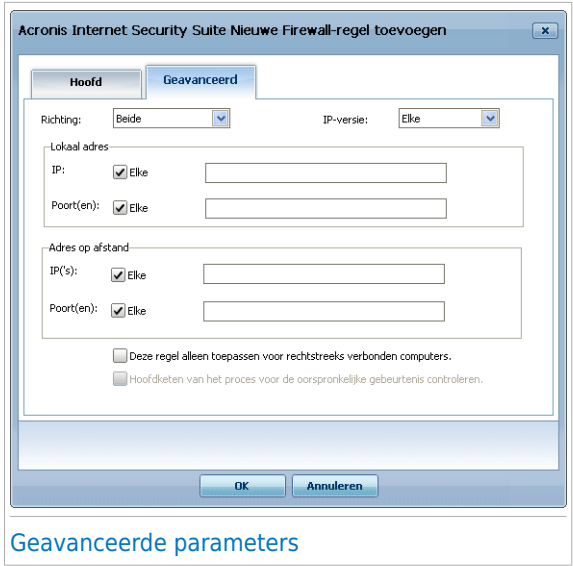 Acronis Internet Security Suite Nieuwe Firewall-regel toevoegen
Hoofd
Geavanceerd
Richting:
Beide
IP-versie:
Elke
Lokaal adres
IP:
Elke
Poort(en):
Elke
Adres op afstand
IP('s):
Elke
Poort(en):
Elke
Deze regel alleen toepassen voor rechtstreeks verbonden computers.
Hoofdketen van het proces voor de oorspronkelijke gebeurtenis controleren.
OK
Annuleren
Geavanceerde parameters